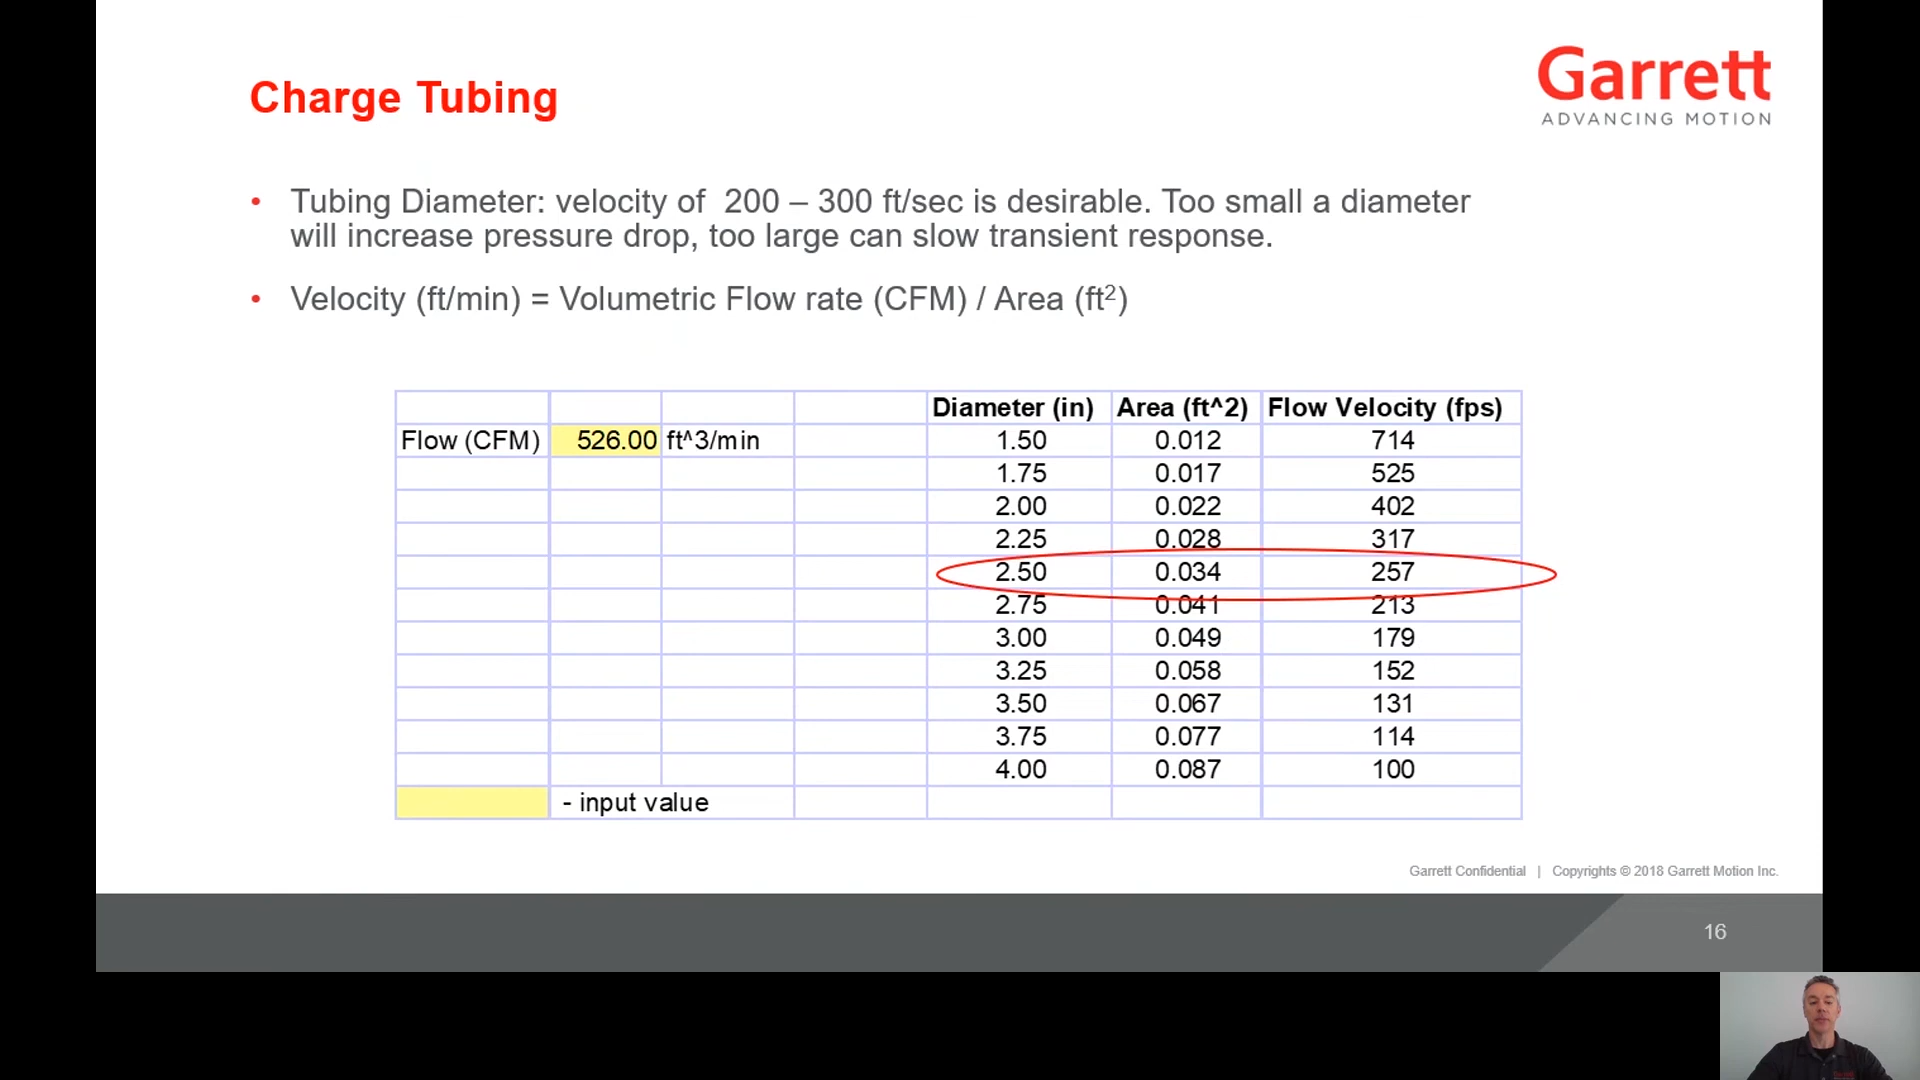 Garrett
ADVANCING MOTION
Charge Tubing
• Tubing Diameter: velocity of 200 – 300 ft/sec is desirable. Too small a diameter
will increase pressure drop, too large can slow transient response.
• Velocity (ft/min) = Volumetric Flow rate (CFM) / Area (ft²)
Diameter (in) Area (ft^2) Flow Velocity (fps)
Flow (CFM) 526.00 ft^3/min 1.50 0.012 714
1.75 0.017 525
2.00 0.022 402
2.25 0.028 317
2.50 0.034 257
2.75 0.041 213
3.00 0.049 179
3.25 0.058 152
3.50 0.067 131
3.75 0.077 114
4.00 0.087 100
- input value
Garrett Confidential | Copyrights © 2018 Garrett Motion Inc.
16